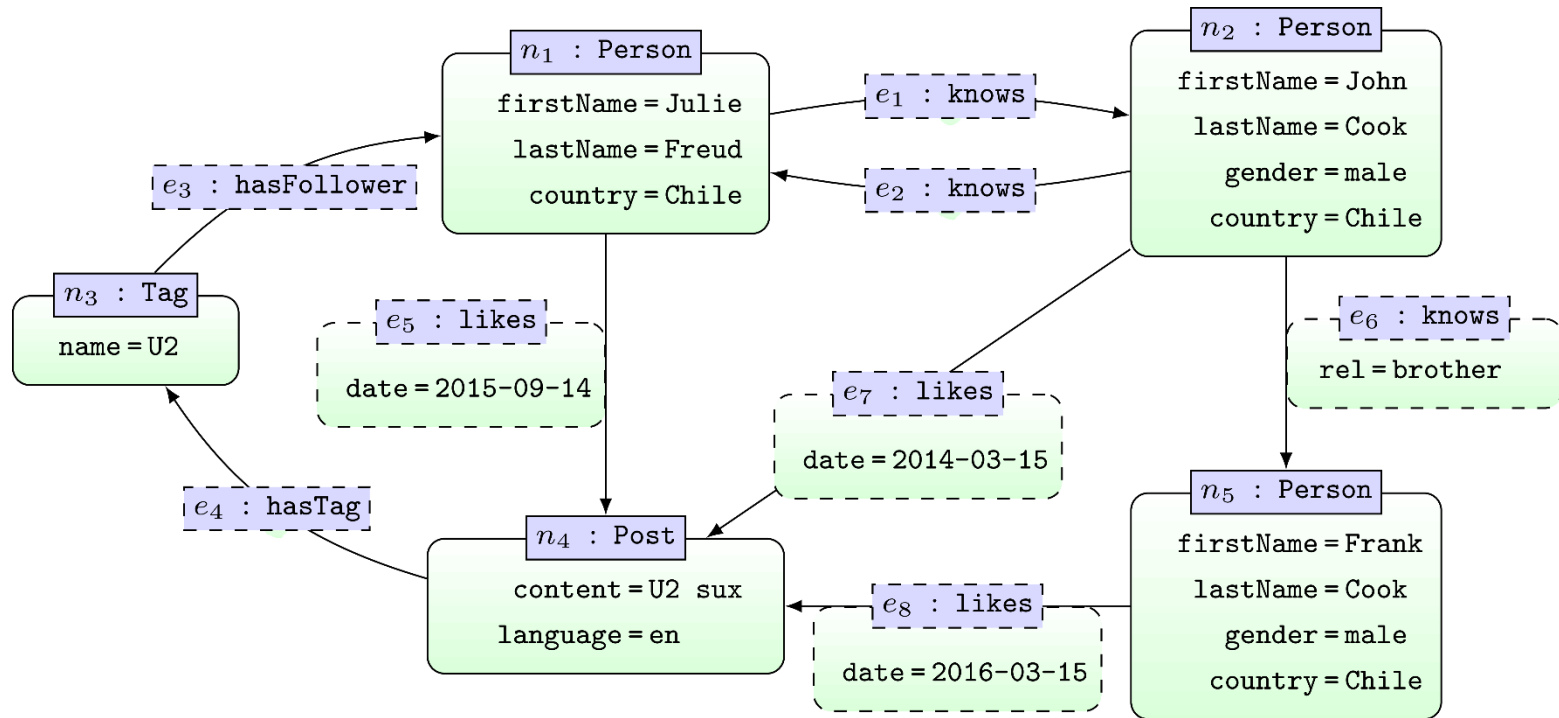 n₁ : Person
firstName = Julie
lastName = Freud
country = Chile
e₁ : knows
e₂ : knows
n₂ : Person
firstName = John
lastName = Cook
gender = male
country = Chile
e₃ : hasFollower
n₃ : Tag
name = U2
e₅ : likes
date = 2015-09-14
e₇ : likes
date = 2014-03-15
e₆ : knows
rel = brother
e₄ : hasTag
n₄ : Post
content = U2 sux
language = en
e₈ : likes
date = 2016-03-15
n₅ : Person
firstName = Frank
lastName = Cook
gender = male
country = Chile